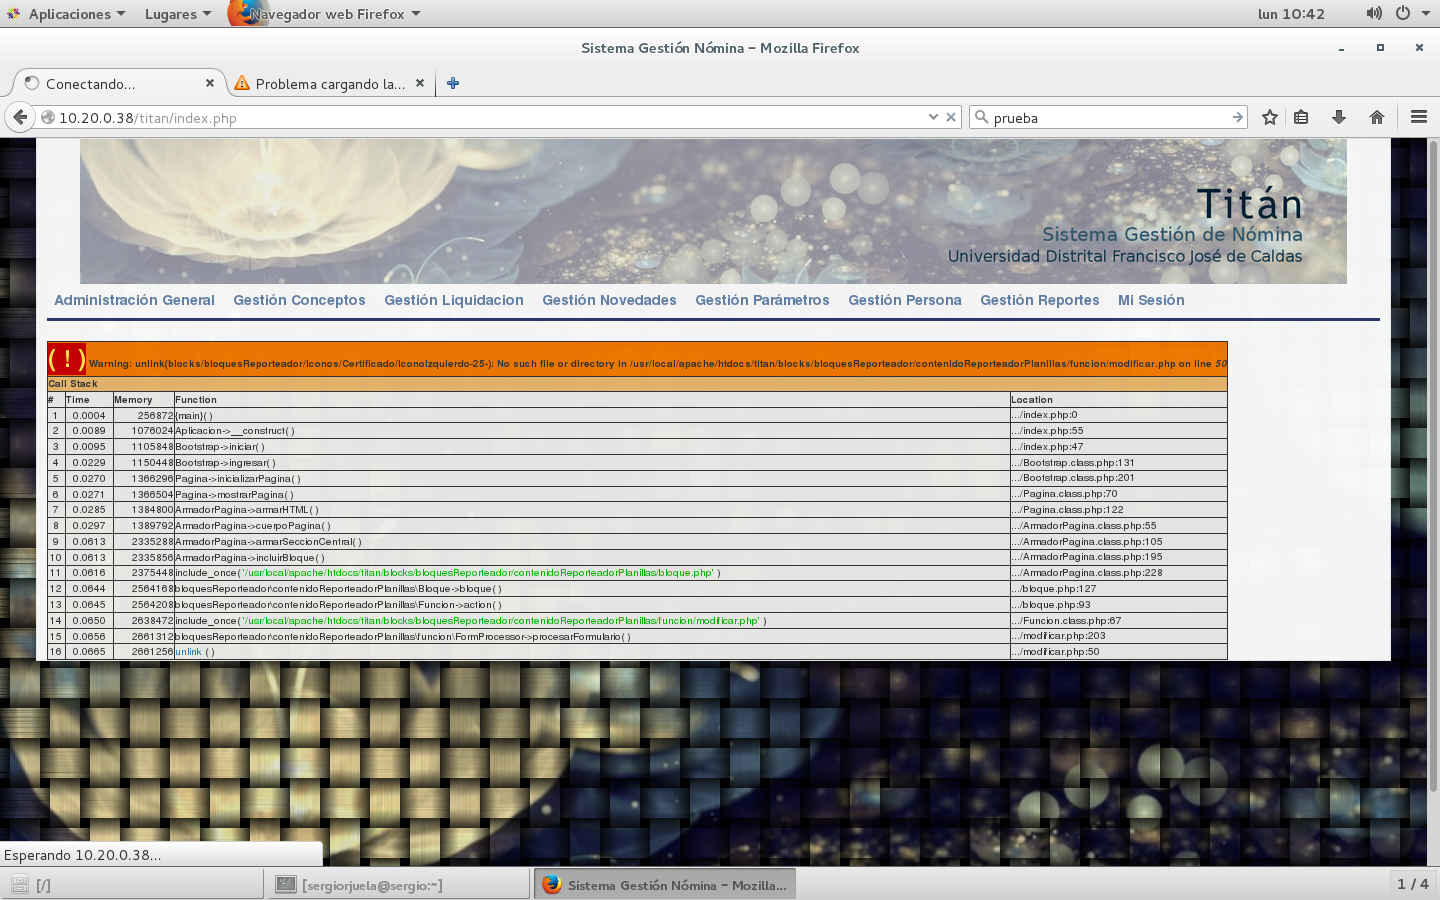 Aplicaciones Lugares Navegador web Firefox lun 10:42
Sistema Gestión Nómina - Mozilla Firefox
Conectando... Problema cargando la...
10.20.0.38/titan/index.php prueba
Titán
Sistema Gestión de Nómina
Universidad Distrital Francisco José de Caldas
Administración General Gestión Conceptos Gestión Liquidacion Gestión Novedades Gestión Parámetros Gestión Persona Gestión Reportes Mi Sesión
( ! ) Warning: unlink(blocks/bloquesReporteador/Iconos/Certificado/IconoIzquierdo-25-): No such file or directory in /usr/local/apache/htdocs/titan/blocks/bloquesReporteador/contenidoReporteadorPlanillas/funcion/modificar.php on line 50
Call Stack
# Time Memory Function Location
1 0.0004 256872 {main}( ) .../index.php:0
2 0.0089 1076024 Aplicacion->__construct( ) .../index.php:55
3 0.0095 1105848 Bootstrap->iniciar( ) .../index.php:47
4 0.0229 1150448 Bootstrap->ingresar( ) .../Bootstrap.class.php:131
5 0.0270 1366296 Pagina->inicializarPagina( ) .../Bootstrap.class.php:201
6 0.0271 1366504 Pagina->mostrarPagina( ) .../Pagina.class.php:70
7 0.0285 1384800 ArmadorPagina->armarHTML( ) .../Pagina.class.php:122
8 0.0297 1389792 ArmadorPagina->cuerpoPagina( ) .../ArmadorPagina.class.php:55
9 0.0613 2335288 ArmadorPagina->armarSeccionCentral( ) .../ArmadorPagina.class.php:105
10 0.0613 2335856 ArmadorPagina->incluirBloque( ) .../ArmadorPagina.class.php:195
11 0.0616 2375448 include_once( '/usr/local/apache/htdocs/titan/blocks/bloquesReporteador/contenidoReporteadorPlanillas/bloque.php' ) .../ArmadorPagina.class.php:228
12 0.0644 2564168 bloquesReporteador\contenidoReporteadorPlanillas\Bloque->bloque( ) .../bloque.php:127
13 0.0645 2564208 bloquesReporteador\contenidoReporteadorPlanillas\Funcion->action( ) .../bloque.php:93
14 0.0650 2638472 include_once( '/usr/local/apache/htdocs/titan/blocks/bloquesReporteador/contenidoReporteadorPlanillas/funcion/modificar.php' ) .../Funcion.class.php:67
15 0.0656 2661312 bloquesReporteador\contenidoReporteadorPlanillas\funcion\FormProcessor->procesarFormulario( ) .../modificar.php:203
16 0.0665 2661256 unlink ( ) .../modificar.php:50
Esperando 10.20.0.38...
[/] [sergiorjuela@sergio:~] Sistema Gestión Nómina - Mozilla... 1 / 4